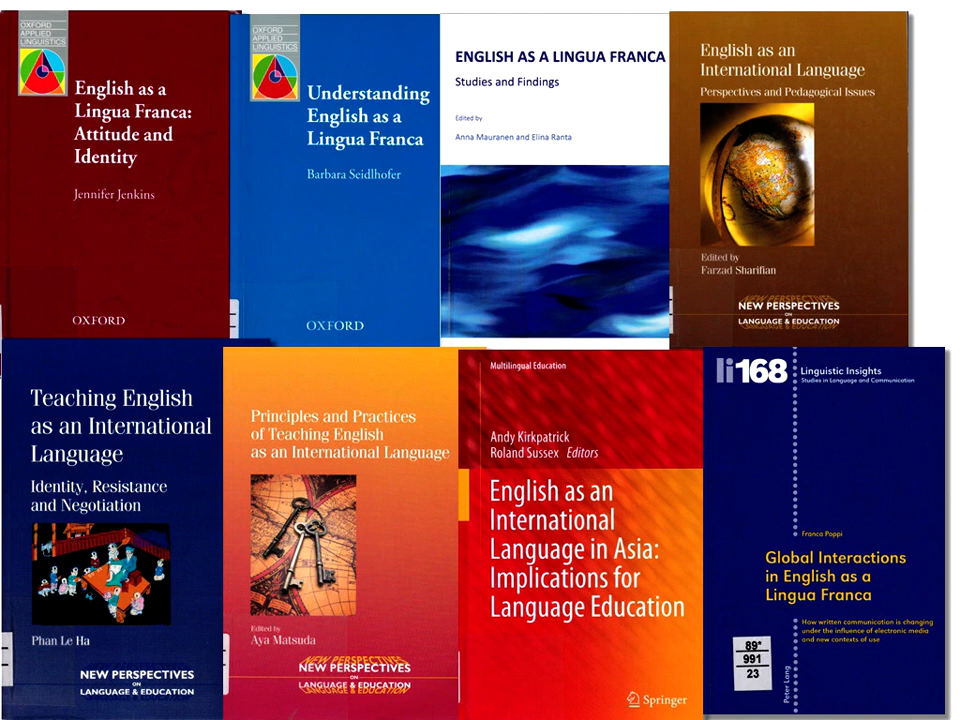 OXFORD
APPLIED
LINGUISTICS
English as a
Lingua Franca:
Attitude and
Identity
Jennifer Jenkins
OXFORD
OXFORD
APPLIED
LINGUISTICS
Understanding
English as a
Lingua Franca
Barbara Seidlhofer
OXFORD
ENGLISH AS A LINGUA FRANCA
Studies and Findings
Edited by
Anna Mauranen and Elina Ranta
English as an
International Language
Perspectives and Pedagogical Issues
Edited by
Farzad Sharifian
NEW PERSPECTIVES
ON
LANGUAGE & EDUCATION
Teaching English
as an International
Language
Identity, Resistance
and Negotiation
Phan Le Ha
NEW PERSPECTIVES
ON
LANGUAGE & EDUCATION
Principles and Practices
of Teaching English
as an International Language
Edited by
Aya Matsuda
NEW PERSPECTIVES
ON
LANGUAGE & EDUCATION
Multilingual Education
Andy Kirkpatrick
Roland Sussex Editors
English as an
International
Language in Asia:
Implications for
Language Education
Springer
li168
Linguistic Insights
Studies in Language and Communication
Franca Poppi
Global Interactions
in English as a
Lingua Franca
How written communication is changing
under the influence of electronic media
and new contexts of use
89*
991
23
Peter Lang